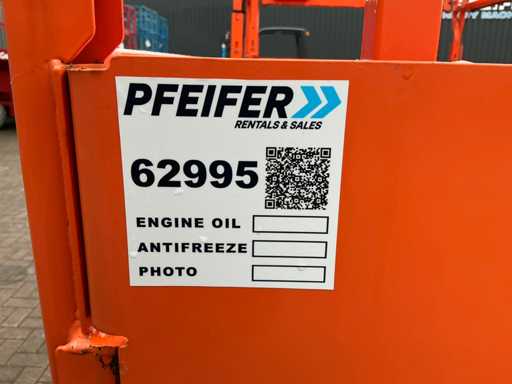 PFEIFER
RENTALS & SALES
62995
ENGINE OIL
ANTIFREEZE
PHOTO